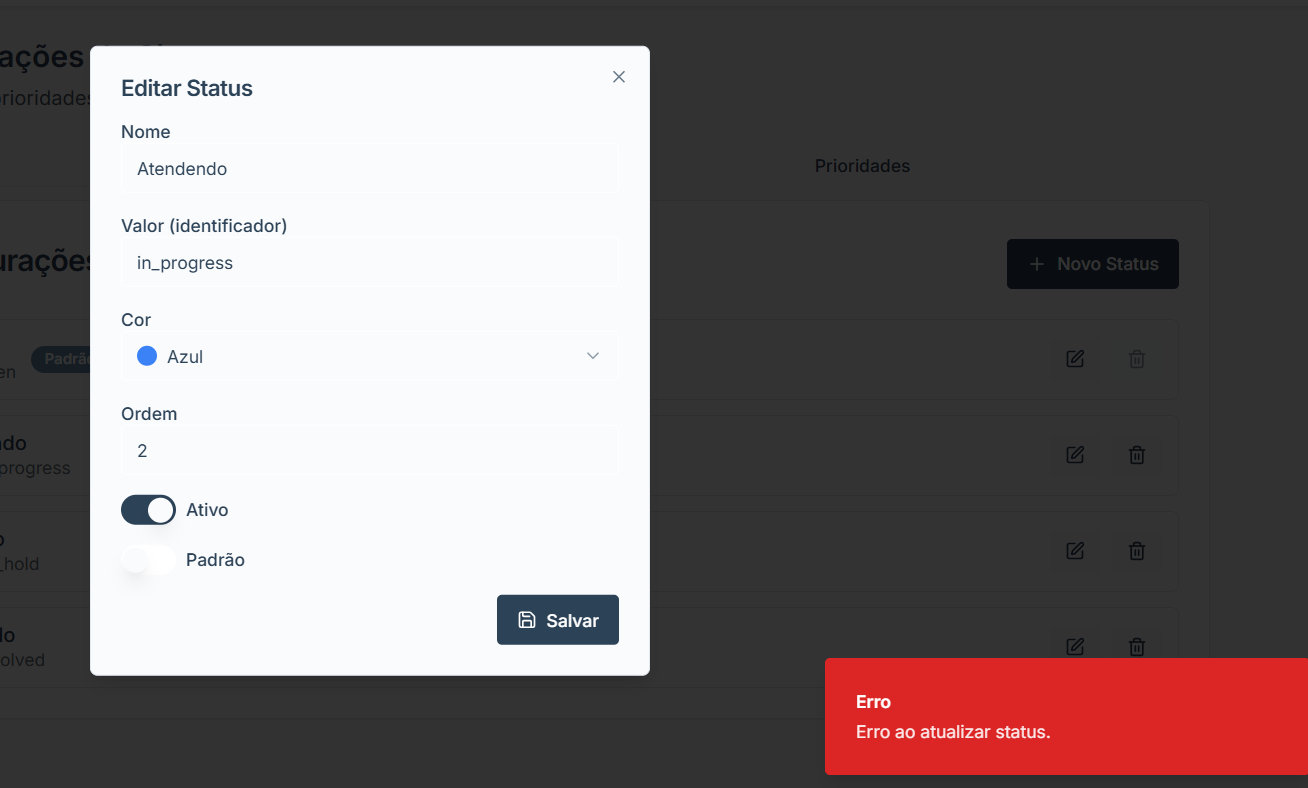 ações
prioridades
Prioridades
urações
Novo Status
en
Padrão
ndo
progress
o
_hold
do
olved
Editar Status
Nome
Atendendo
Valor (identificador)
in_progress
Cor
Azul
Ordem
2
Ativo
Padrão
Salvar
Erro
Erro ao atualizar status.